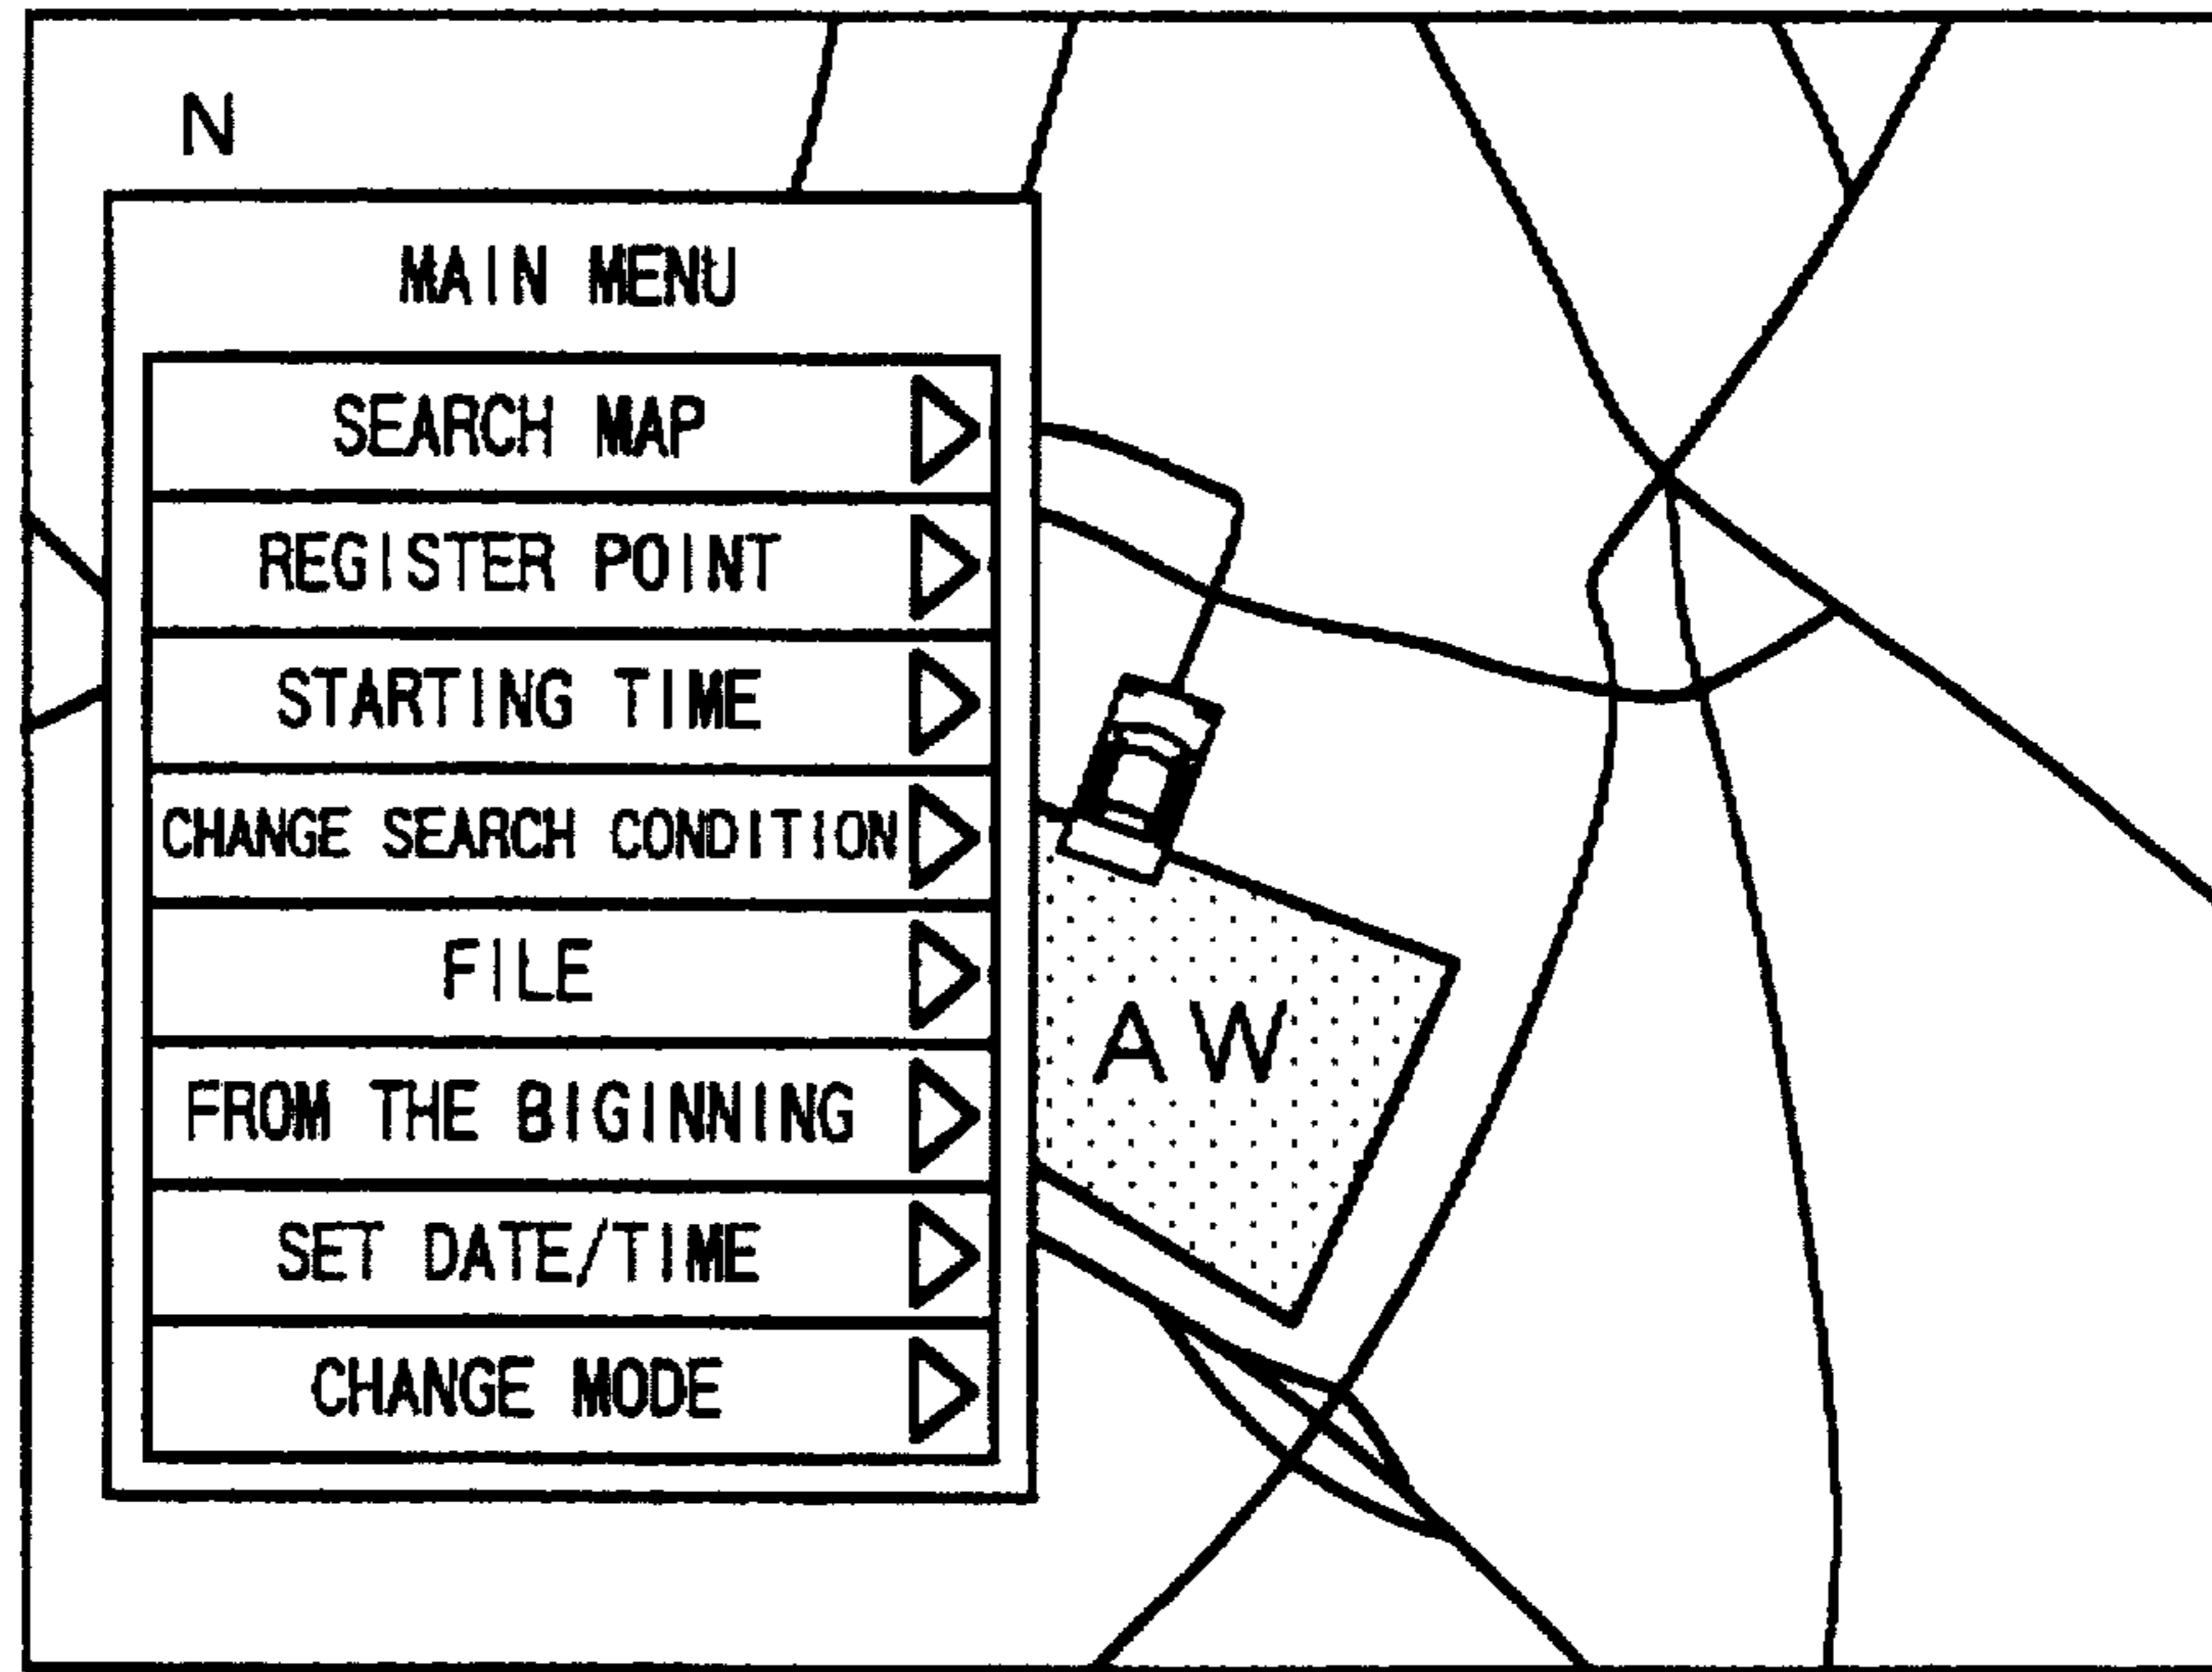 N
MAIN MENU
SEARCH MAP
REGISTER POINT
STARTING TIME
CHANGE SEARCH CONDITION
FILE
FROM THE BIGINNING
SET DATE/TIME
CHANGE MODE
AW